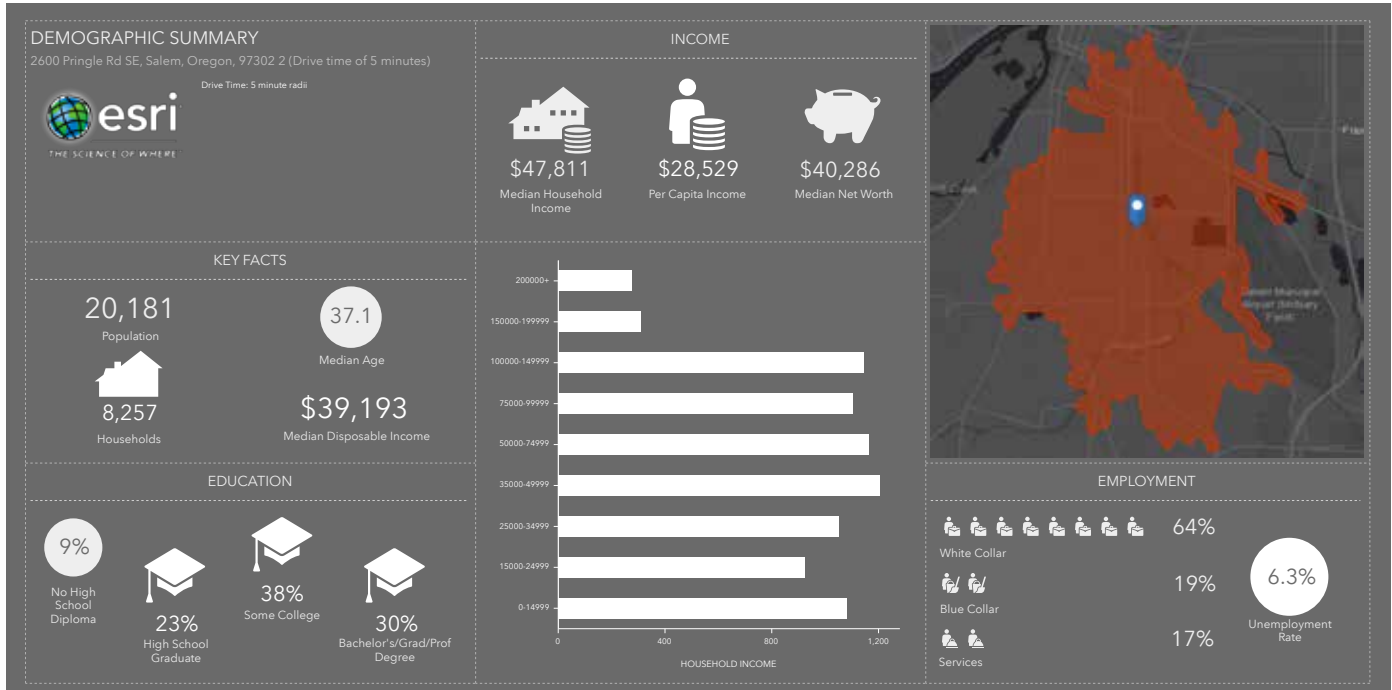 DEMOGRAPHIC SUMMARY
2600 Pringle Rd SE, Salem, Oregon, 97302 2 (Drive time of 5 minutes)
Drive Time: 5 minute radii
esri
THE SCIENCE OF WHERE
INCOME
$47,811
Median Household
Income
$28,529
Per Capita Income
$40,286
Median Net Worth
KEY FACTS
20,181
Population
37.1
Median Age
8,257
Households
$39,193
Median Disposable Income
200000+
150000-199999
100000-149999
75000-99999
50000-74999
35000-49999
25000-34999
15000-24999
0-14999
0 400 800 1,200
HOUSEHOLD INCOME
EDUCATION
9%
No High
School
Diploma
23%
High School
Graduate
38%
Some College
30%
Bachelor's/Grad/Prof
Degree
EMPLOYMENT
64%
White Collar
19%
Blue Collar
17%
Services
6.3%
Unemployment
Rate